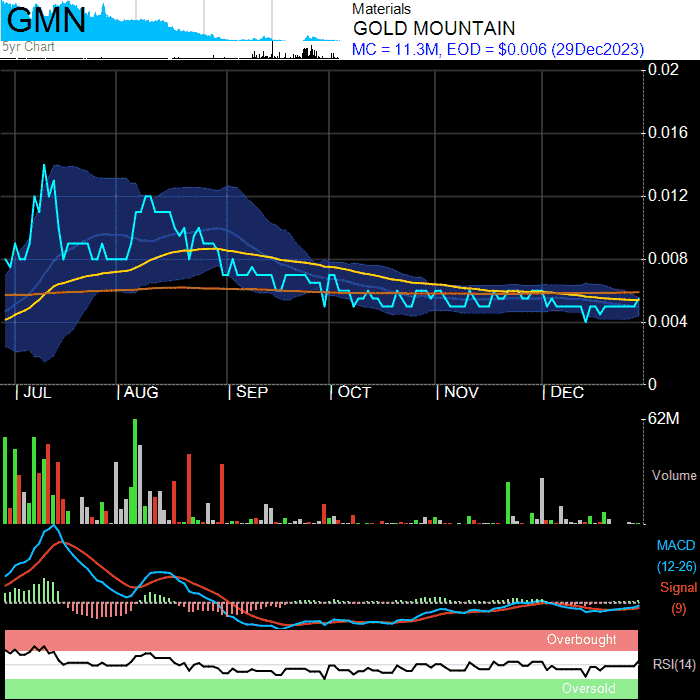 GMN
5yr Chart
Materials
GOLD MOUNTAIN
MC = 11.3M, EOD = $0.006 (29Dec2023)
0.02
0.016
0.012
0.008
0.004
0
JUL AUG SEP OCT NOV DEC
62M
Volume
MACD
(12-26)
Signal
(9)
Overbought
RSI(14)
Oversold